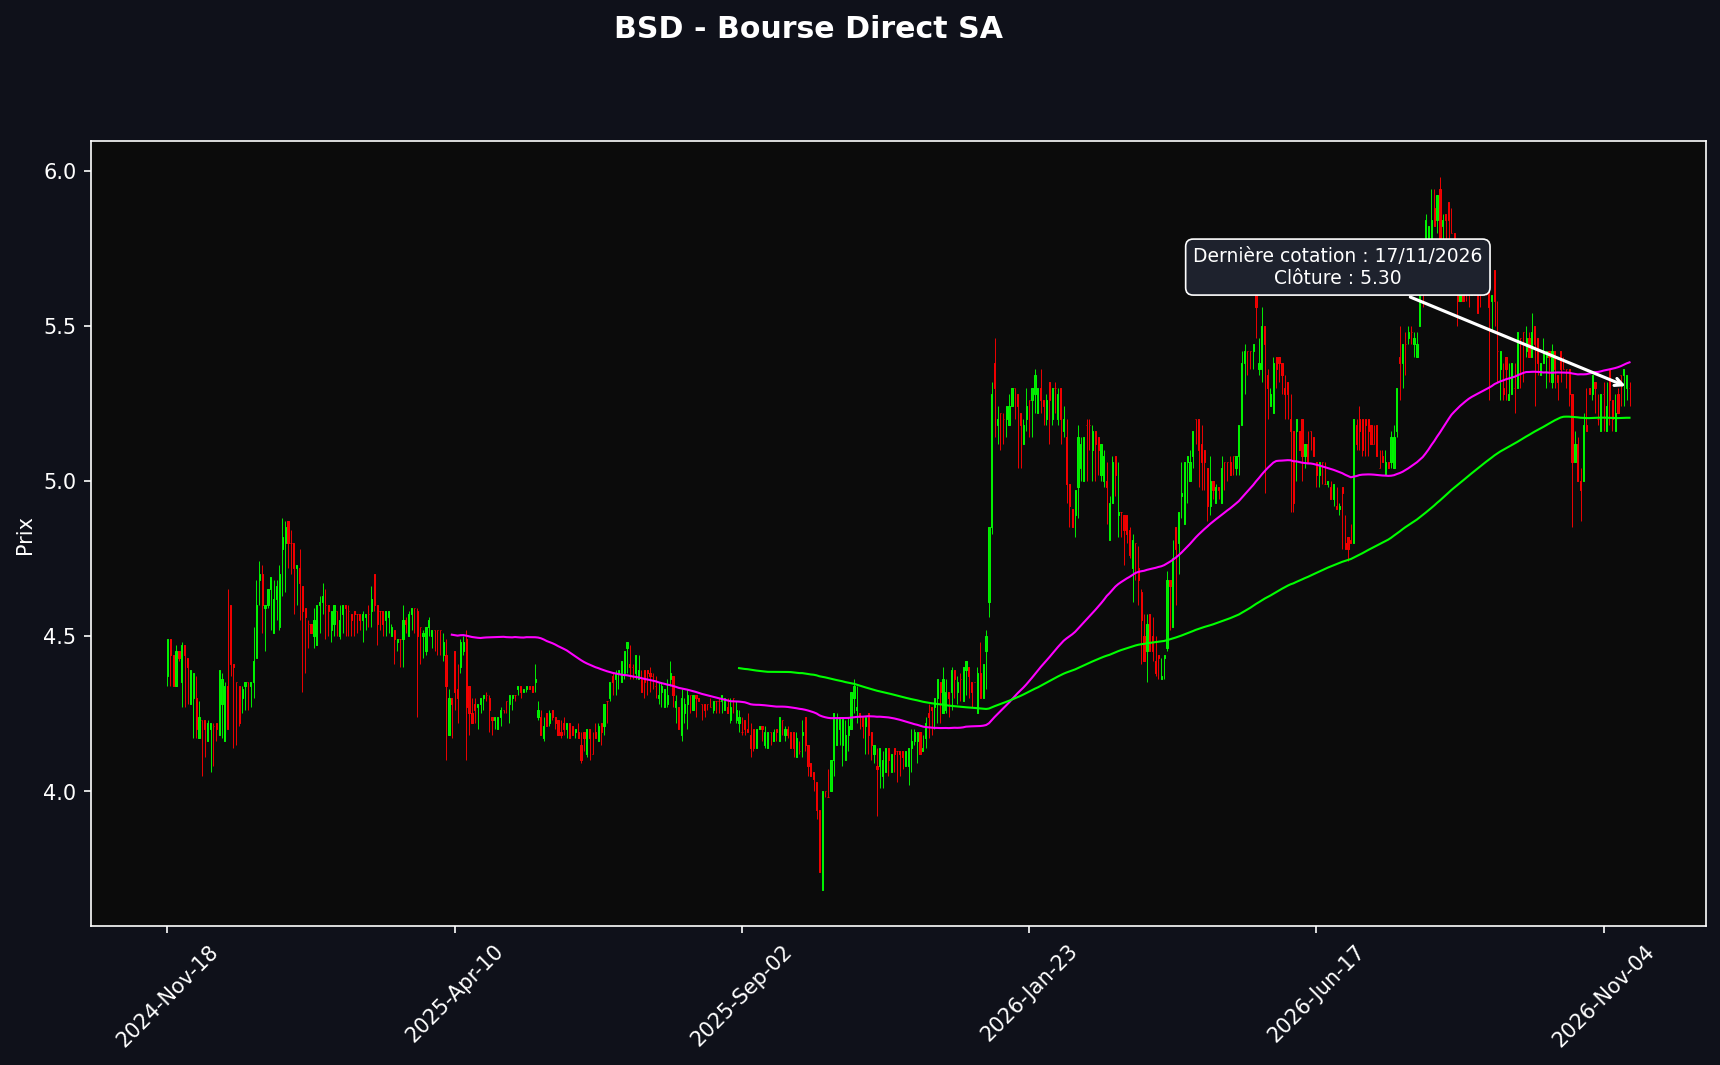 BSD - Bourse Direct SA
6.0
Dernière cotation : 17/11/2026
Clôture : 5.30
5.5
Prix
5.0
4.5
4.0
2024-Nov-18
2025-Apr-10
2025-Sep-02
2026-Jan-23
2026-Jun-17
2026-Nov-04